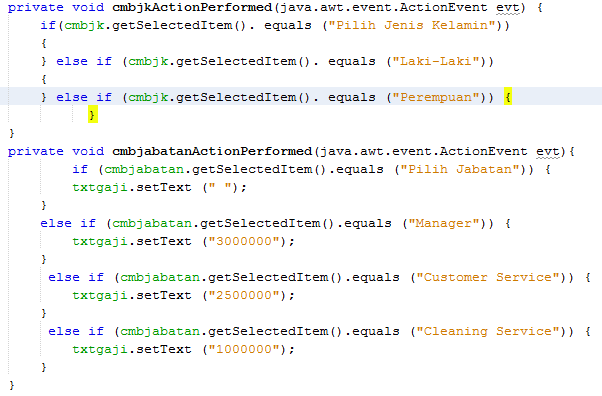 private void cmbjkActionPerformed(java.awt.event.ActionEvent evt) {
if(cmbjk.getSelectedItem(). equals ("Pilih Jenis Kelamin"))
{
} else if (cmbjk.getSelectedItem(). equals ("Laki-Laki"))
{
} else if (cmbjk.getSelectedItem(). equals ("Perempuan")) {
}
}
private void cmbjabatanActionPerformed(java.awt.event.ActionEvent evt){
if (cmbjabatan.getSelectedItem().equals ("Pilih Jabatan")) {
txtgaji.setText (" ");
}
else if (cmbjabatan.getSelectedItem().equals ("Manager")) {
txtgaji.setText ("3000000");
}
else if (cmbjabatan.getSelectedItem().equals ("Customer Service")) {
txtgaji.setText ("2500000");
}
else if (cmbjabatan.getSelectedItem().equals ("Cleaning Service")) {
txtgaji.setText ("1000000");
}
}